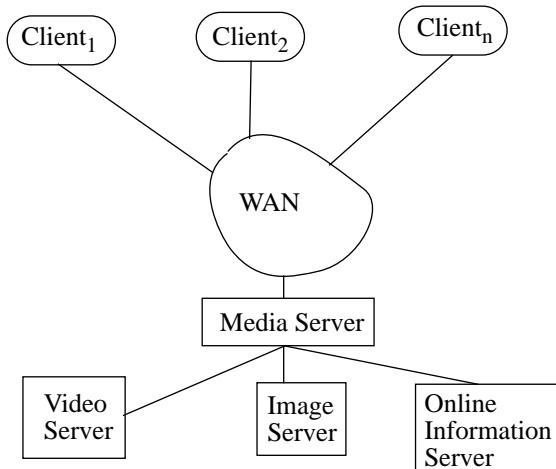 Client1
Client2
Clientn
WAN
Media Server
Video
Server
Image
Server
Online
Information
Server